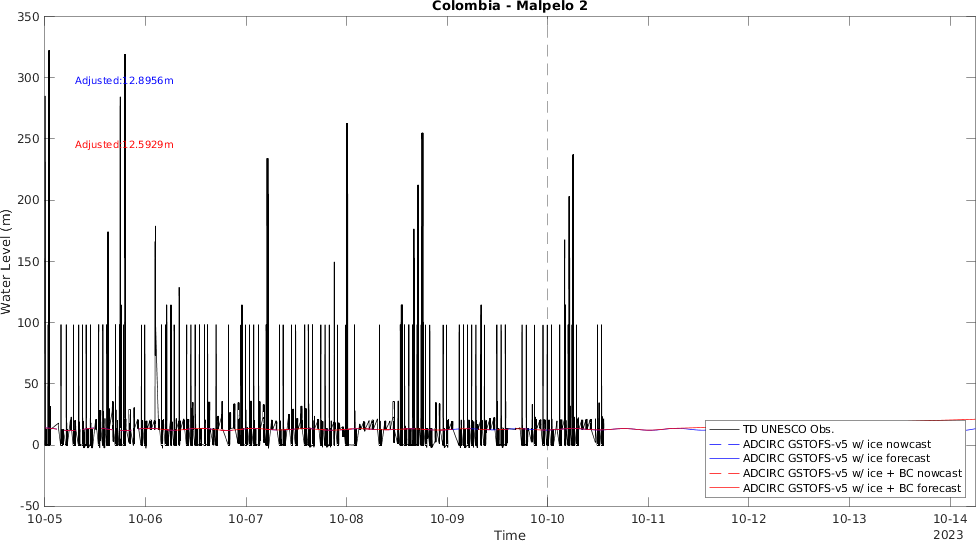 Colombia - Malpelo 2
350
300
250
200
150
100
50
0
-50
Water Level (m)
Adjusted:12.8956m
Adjusted:12.5929m
10-05
10-06
10-07
10-08
10-09
10-10
10-11
10-12
10-13
10-14
2023
Time
TD UNESCO Obs.
ADCIRC GSTOFS-v5 w/ ice nowcast
ADCIRC GSTOFS-v5 w/ ice forecast
ADCIRC GSTOFS-v5 w/ice + BC nowcast
ADCIRC GSTOFS-v5 w/ice + BC forecast